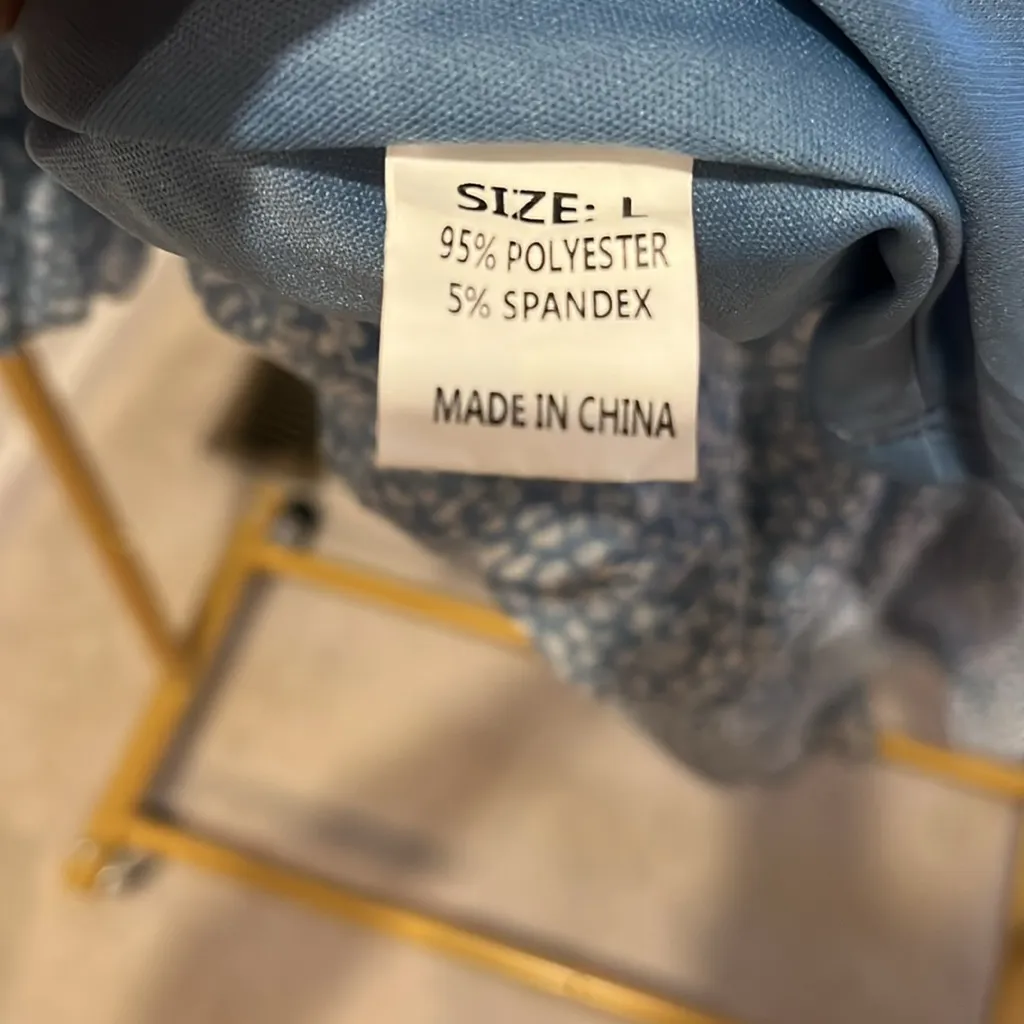 SIZE: L
95% POLYESTER
5% SPANDEX
MADE IN CHINA